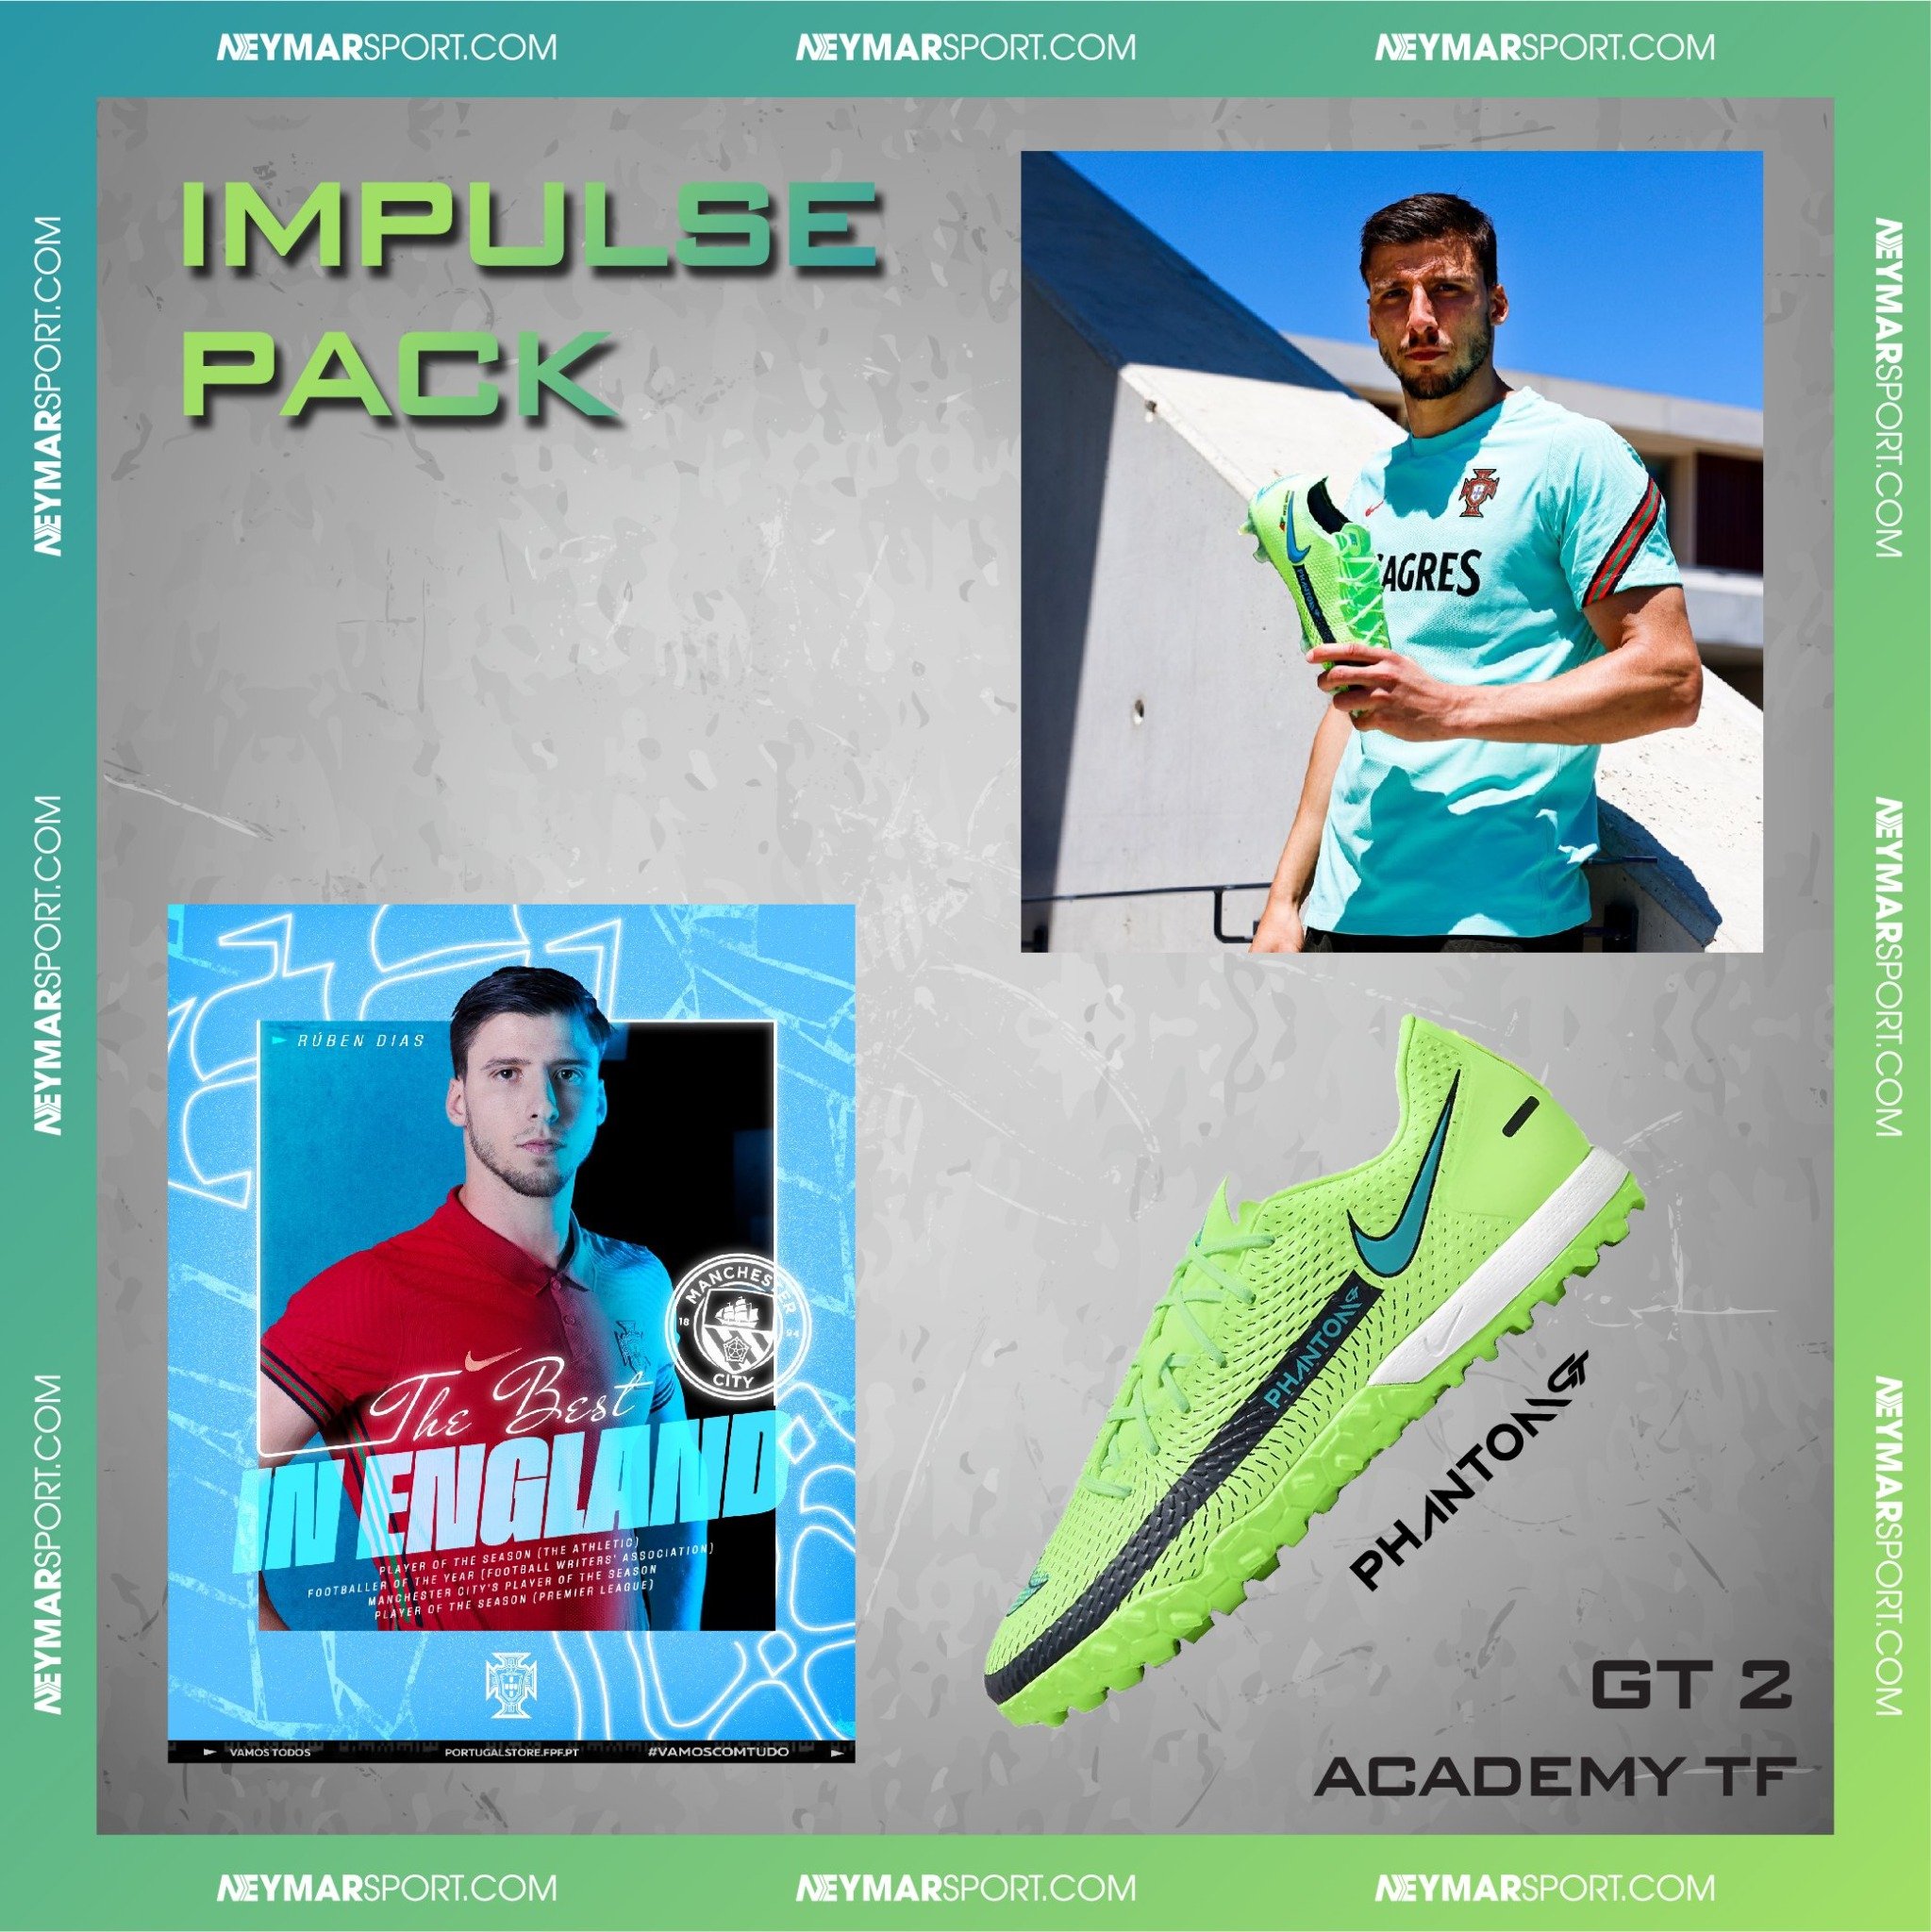 NEYMARSPORT.COM NEYMARSPORT.COM NEYMARSPORT.COM
NEYMARSPORT.COM
NEYMARSPORT.COM
NEYMARSPORT.COM
IMPULSE
PACK
AGRES
PHANTOM
RÚBEN DIAS
MANCHESTER
18 94
CITY
The Best
IN ENGLAND
PLAYER OF THE SEASON (THE ATHLETIC)
FOOTBALLER OF THE YEAR (FOOTBALL WRITERS' ASSOCIATION)
MANCHESTER CITY'S PLAYER OF THE SEASON
PLAYER OF THE SEASON (PREMIER LEAGUE)
VAMOS TODOS PORTUGALSTORE.FPF.PT #VAMOSCOMTUDO
PHANTOM GT
PHANTOM GT
GT 2
ACADEMY TF
NEYMARSPORT.COM
NEYMARSPORT.COM
NEYMARSPORT.COM
NEYMARSPORT.COM NEYMARSPORT.COM NEYMARSPORT.COM